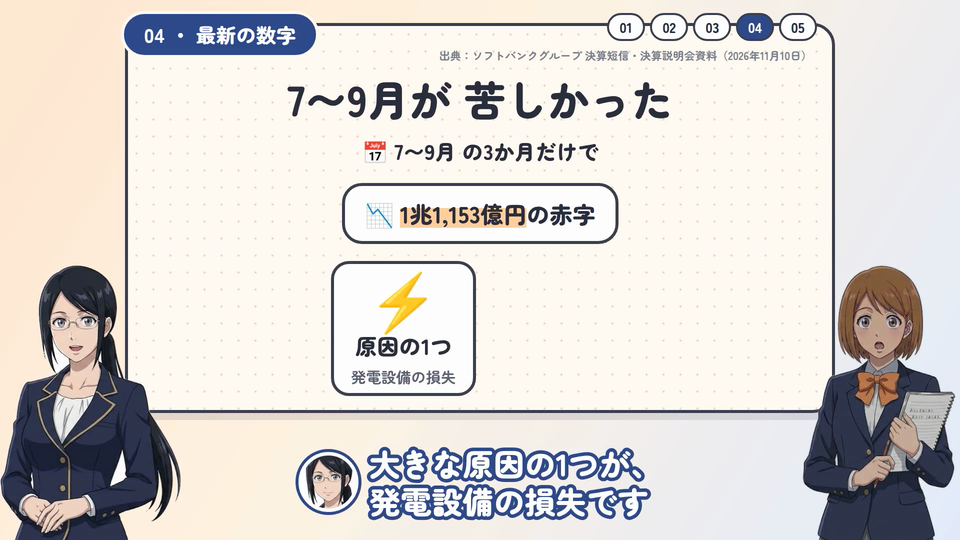 04 ・ 最新の数字
01 02 03 04 05
出典：ソフトバンクグループ 決算短信・決算説明会資料（2026年11月10日）
7〜9月が 苦しかった
July 17 7〜9月 の3か月だけで
1兆1,153億円の赤字
原因の1つ
発電設備の損失
大きな原因の1つが、
発電設備の損失です